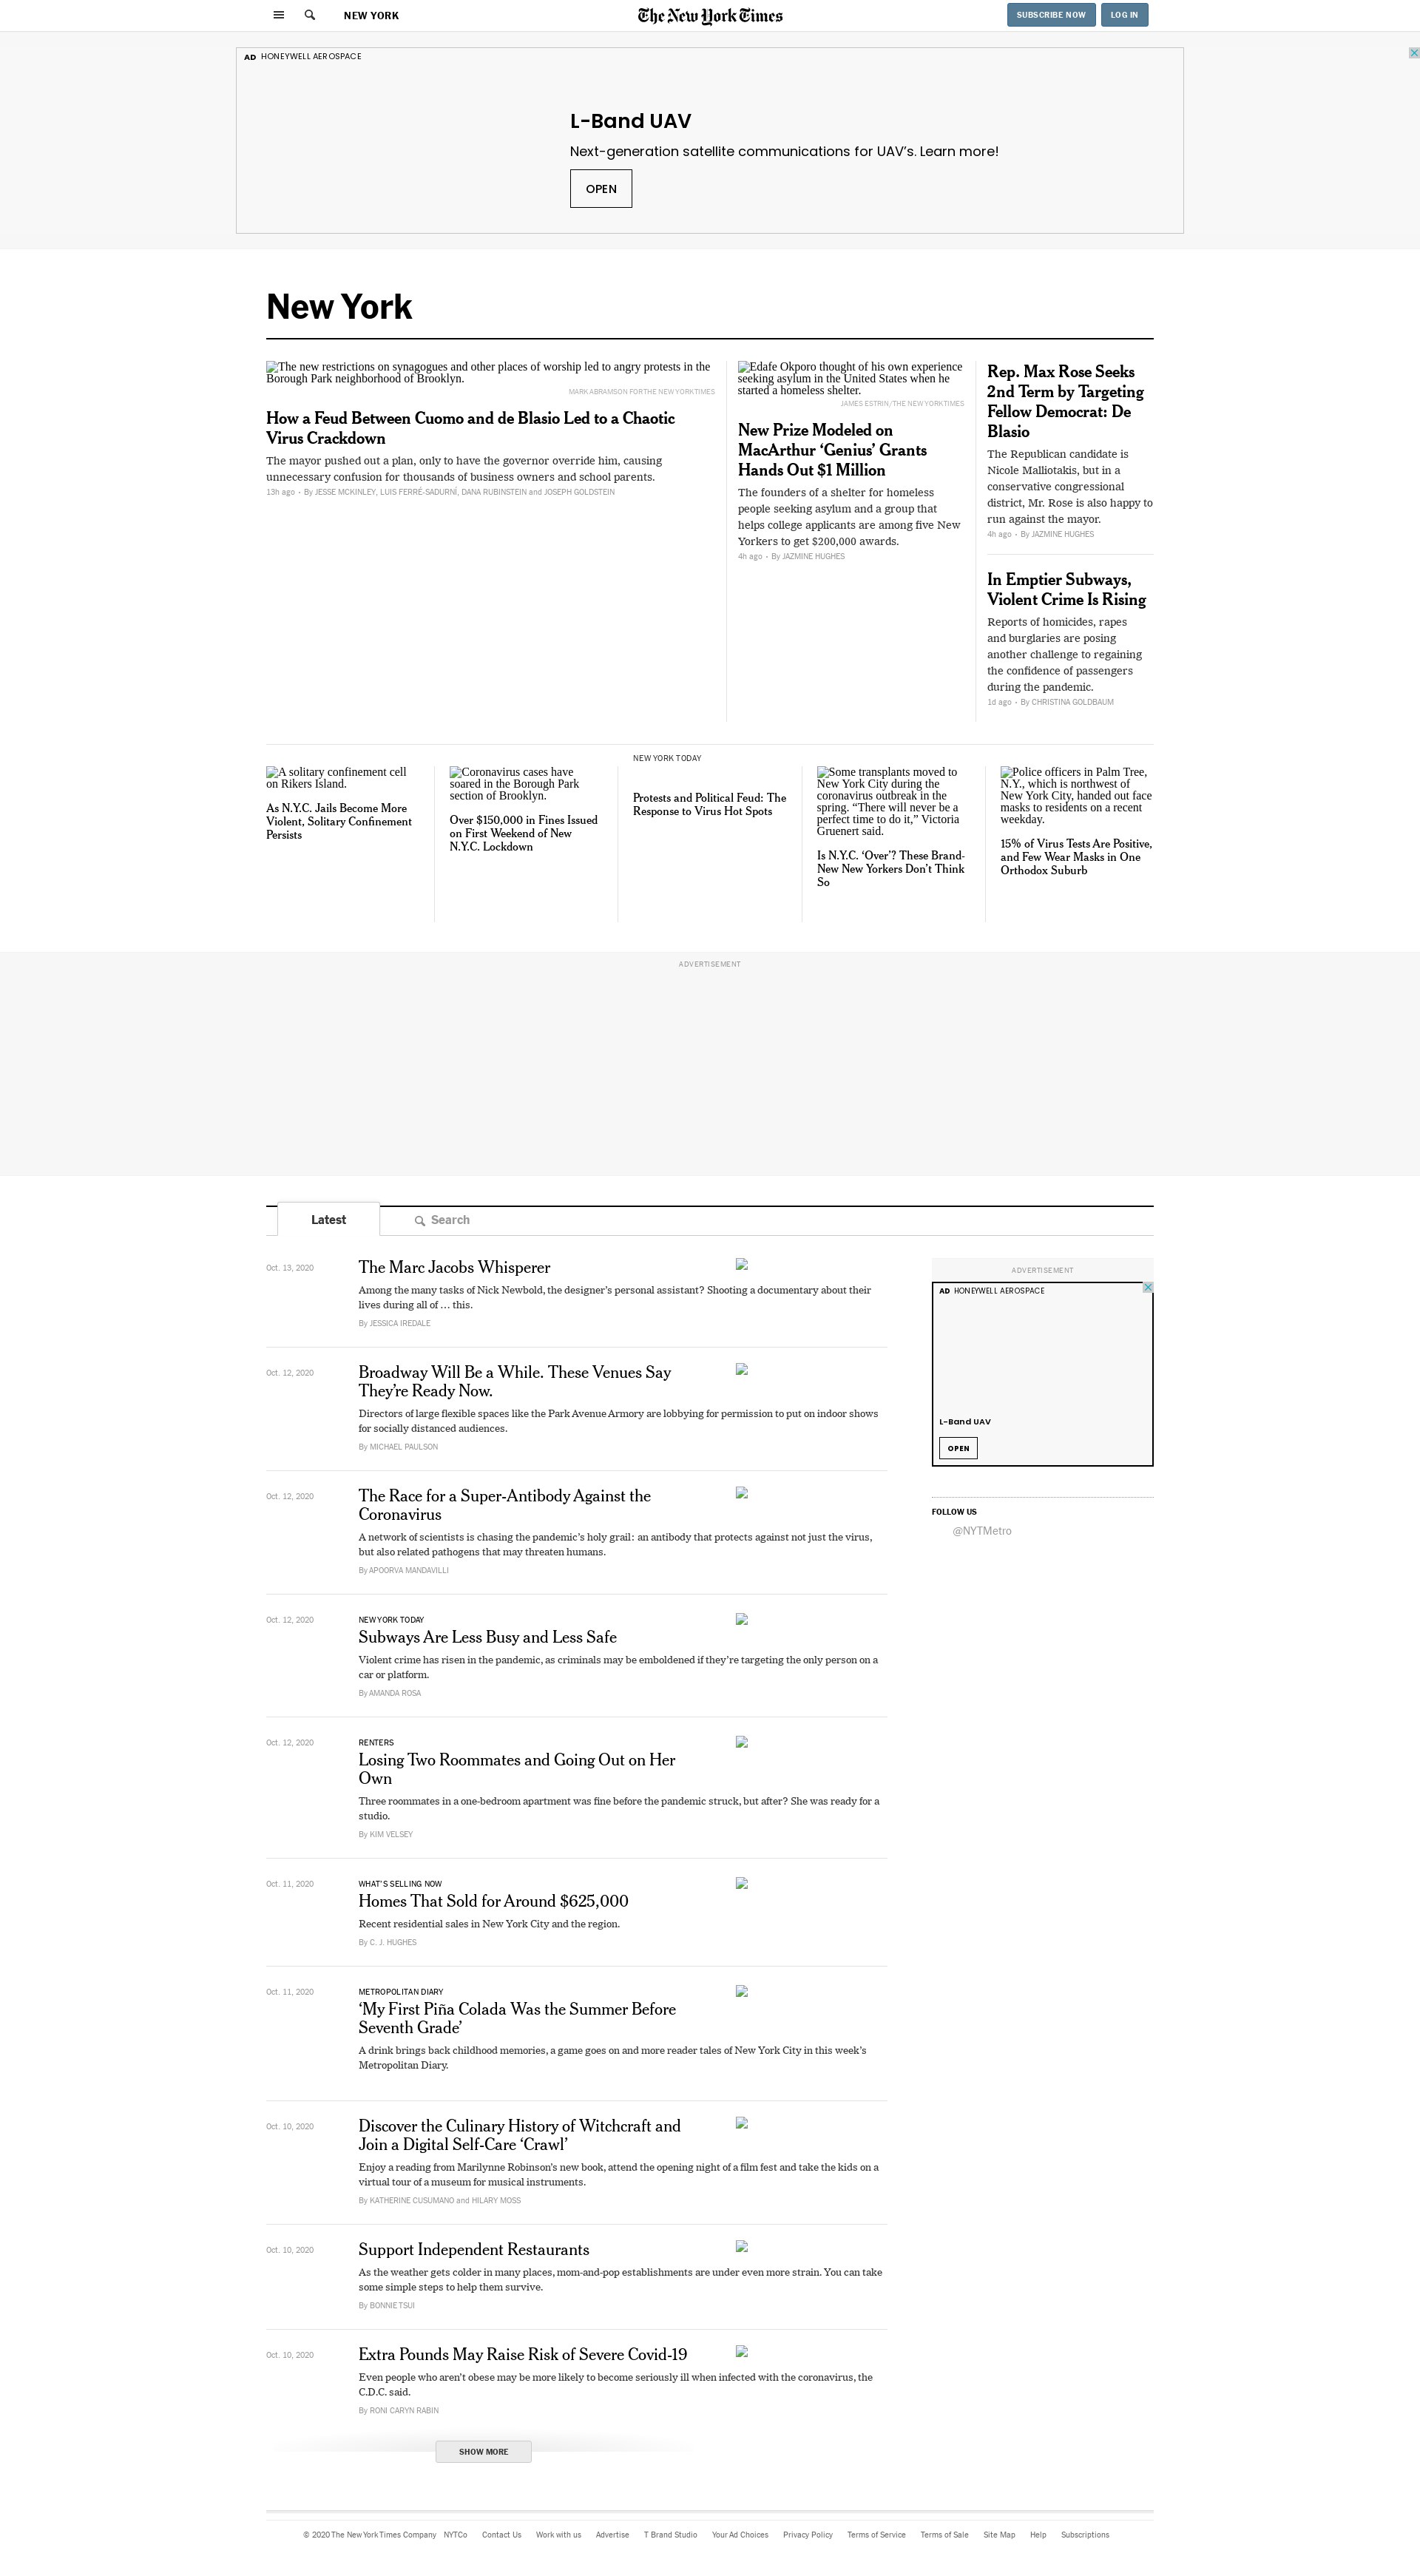 NEW YORK
The New York Times
SUBSCRIBE NOW
LOG IN
AD HONEYWELL AEROSPACE
L-Band UAV
Next-generation satellite communications for UAV's. Learn more!
OPEN
New York
The new restrictions on synagogues and other places of worship led to angry protests in the
Borough Park neighborhood of Brooklyn.
MARK ABRAMSON FOR THE NEW YORK TIMES
How a Feud Between Cuomo and de Blasio Led to a Chaotic
Virus Crackdown
The mayor pushed out a plan, only to have the governor override him, causing
unnecessary confusion for thousands of business owners and school parents.
13h ago • By JESSE MCKINLEY, LUIS FERRÉ-SADURNÍ, DANA RUBINSTEIN and JOSEPH GOLDSTEIN
Edafe Okporo thought of his own experience
seeking asylum in the United States when he
started a homeless shelter.
JAMES ESTRIN/THE NEW YORK TIMES
New Prize Modeled on
MacArthur ‘Genius’ Grants
Hands Out $1 Million
The founders of a shelter for homeless
people seeking asylum and a group that
helps college applicants are among five New
Yorkers to get $200,000 awards.
4h ago • By JAZMINE HUGHES
Rep. Max Rose Seeks
2nd Term by Targeting
Fellow Democrat: De
Blasio
The Republican candidate is
Nicole Malliotakis, but in a
conservative congressional
district, Mr. Rose is also happy to
run against the mayor.
4h ago • By JAZMINE HUGHES
In Emptier Subways,
Violent Crime Is Rising
Reports of homicides, rapes
and burglaries are posing
another challenge to regaining
the confidence of passengers
during the pandemic.
1d ago • By CHRISTINA GOLDBAUM
A solitary confinement cell
on Rikers Island.
As N.Y.C. Jails Become More
Violent, Solitary Confinement
Persists
Coronavirus cases have
soared in the Borough Park
section of Brooklyn.
Over $150,000 in Fines Issued
on First Weekend of New
N.Y.C. Lockdown
NEW YORK TODAY
Protests and Political Feud: The
Response to Virus Hot Spots
Some transplants moved to
New York City during the
coronavirus outbreak in the
spring. “There will never be a
perfect time to do it,” Victoria
Gruenert said.
Is N.Y.C. ‘Over’? These Brand-
New New Yorkers Don’t Think
So
Police officers in Palm Tree,
N.Y., which is northwest of
New York City, handed out face
masks to residents on a recent
weekday.
15% of Virus Tests Are Positive,
and Few Wear Masks in One
Orthodox Suburb
ADVERTISEMENT
Latest
Search
Oct. 13, 2020
The Marc Jacobs Whisperer
Among the many tasks of Nick Newbold, the designer’s personal assistant? Shooting a documentary about their
lives during all of … this.
By JESSICA IREDALE
Oct. 12, 2020
Broadway Will Be a While. These Venues Say
They’re Ready Now.
Directors of large flexible spaces like the Park Avenue Armory are lobbying for permission to put on indoor shows
for socially distanced audiences.
By MICHAEL PAULSON
Oct. 12, 2020
The Race for a Super-Antibody Against the
Coronavirus
A network of scientists is chasing the pandemic’s holy grail: an antibody that protects against not just the virus,
but also related pathogens that may threaten humans.
By APOORVA MANDAVILLI
Oct. 12, 2020
NEW YORK TODAY
Subways Are Less Busy and Less Safe
Violent crime has risen in the pandemic, as criminals may be emboldened if they’re targeting the only person on a
car or platform.
By AMANDA ROSA
Oct. 12, 2020
RENTERS
Losing Two Roommates and Going Out on Her
Own
Three roommates in a one-bedroom apartment was fine before the pandemic struck, but after? She was ready for a
studio.
By KIM VELSEY
Oct. 11, 2020
WHAT’S SELLING NOW
Homes That Sold for Around $625,000
Recent residential sales in New York City and the region.
By C. J. HUGHES
Oct. 11, 2020
METROPOLITAN DIARY
‘My First Piña Colada Was the Summer Before
Seventh Grade’
A drink brings back childhood memories, a game goes on and more reader tales of New York City in this week’s
Metropolitan Diary.
Oct. 10, 2020
Discover the Culinary History of Witchcraft and
Join a Digital Self-Care ‘Crawl’
Enjoy a reading from Marilynne Robinson’s new book, attend the opening night of a film fest and take the kids on a
virtual tour of a museum for musical instruments.
By KATHERINE CUSUMANO and HILARY MOSS
Oct. 10, 2020
Support Independent Restaurants
As the weather gets colder in many places, mom-and-pop establishments are under even more strain. You can take
some simple steps to help them survive.
By BONNIE TSUI
Oct. 10, 2020
Extra Pounds May Raise Risk of Severe Covid-19
Even people who aren’t obese may be more likely to become seriously ill when infected with the coronavirus, the
C.D.C. said.
By RONI CARYN RABIN
SHOW MORE
ADVERTISEMENT
AD HONEYWELL AEROSPACE
L-Band UAV
OPEN
FOLLOW US
@NYTMetro
© 2020 The New York Times Company NYTCo Contact Us Work with us Advertise T Brand Studio Your Ad Choices Privacy Policy Terms of Service Terms of Sale Site Map Help Subscriptions